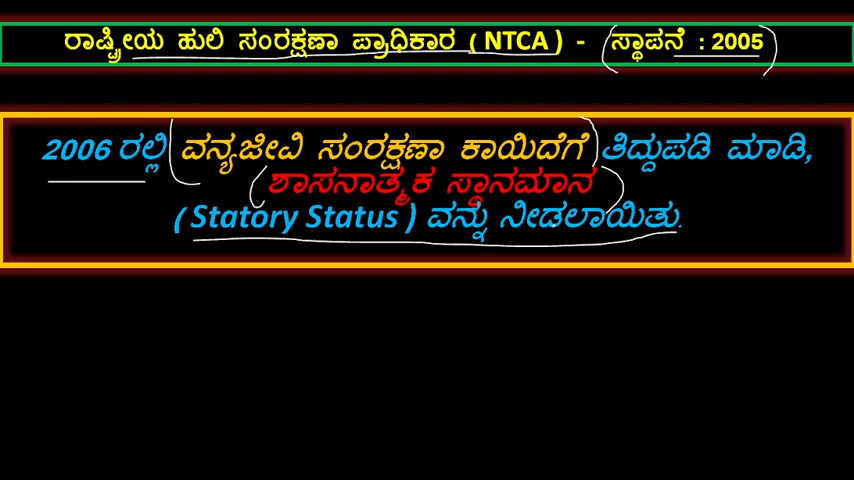 ರಾಷ್ಟ್ರೀಯ ಹುಲಿ ಸಂರಕ್ಷಣಾ ಪ್ರಾಧಿಕಾರ ( NTCA ) - ಸ್ಥಾಪನೆ : 2005
2006 ರಲ್ಲಿ ವನ್ಯಜೀವಿ ಸಂರಕ್ಷಣಾ ಕಾಯಿದೆಗೆ ತಿದ್ದುಪಡಿ ಮಾಡಿ,
ಶಾಸನಾತ್ಮಕ ಸ್ಥಾನಮಾನ
( Statory Status ) ವನ್ನು ನೀಡಲಾಯಿತು.